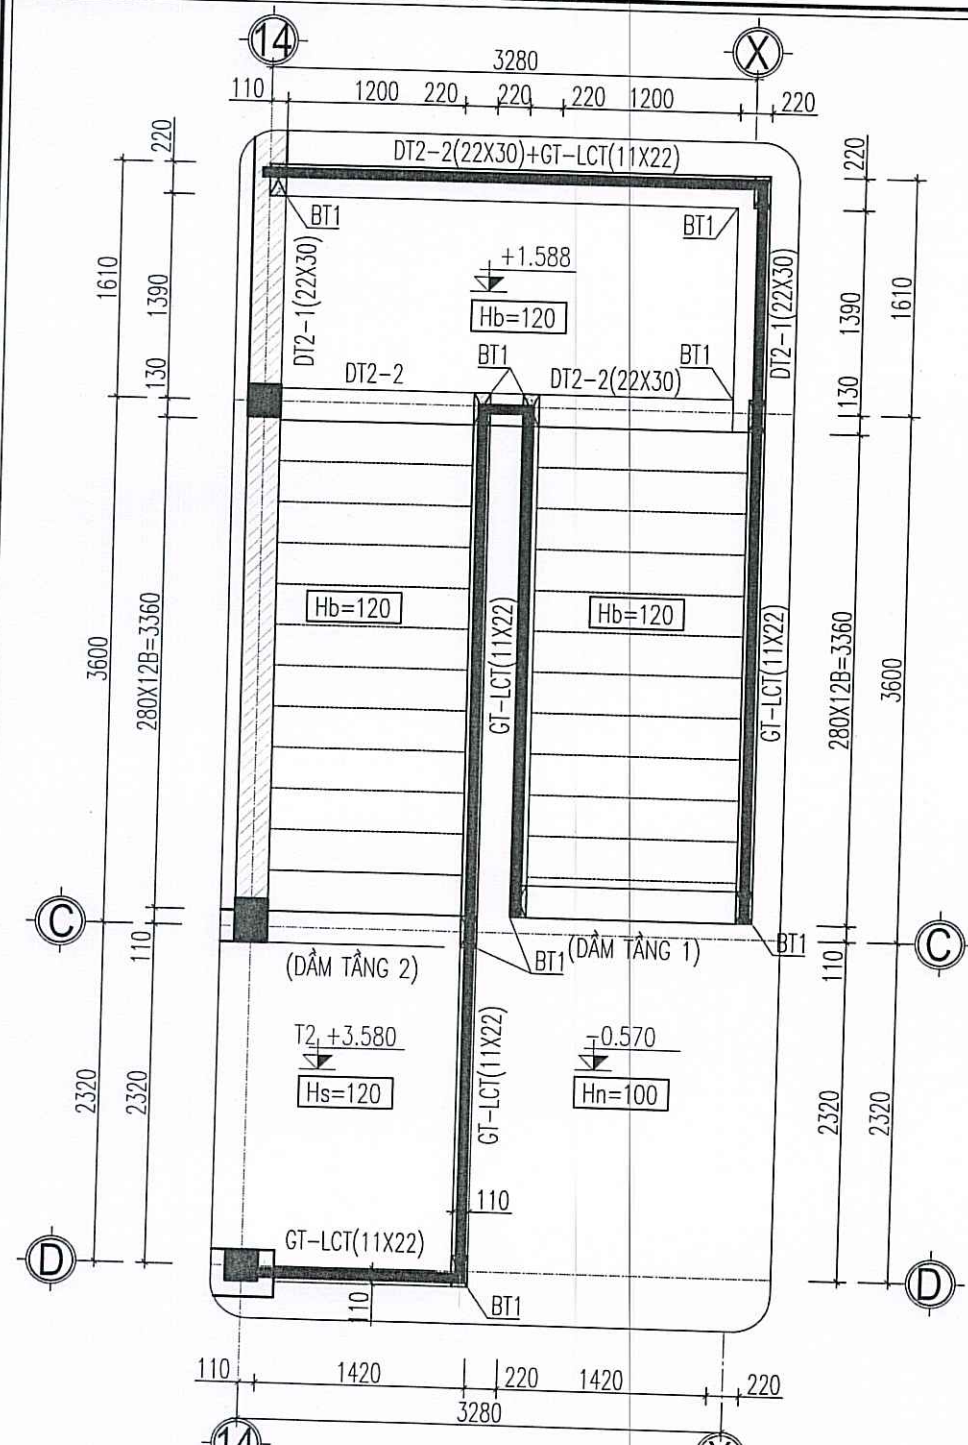 14
X
3280
110
1200
220
220
220
1200
220
DT2-2(22X30)+GT-LCT(11X22)
220
220
BT1
BT1
+1.588
Hb=120
DT2-1(22X30)
DT2-1(22X30)
1610
1390
1390
1610
BT1
BT1
DT2-2
DT2-2(22X30)
130
130
Hb=120
Hb=120
GT-LCT(11X22)
GT-LCT(11X22)
3600
280X12B=3360
280X12B=3360
3600
C
C
110
110
(DẦM TẦNG 2)
BT1
(DẦM TẦNG 1)
BT1
T2 +3.580
Hs=120
GT-LCT(11X22)
-0.570
Hn=100
2320
2320
2320
2320
110
GT-LCT(11X22)
D
D
110
BT1
110
1420
220
1420
220
3280
14